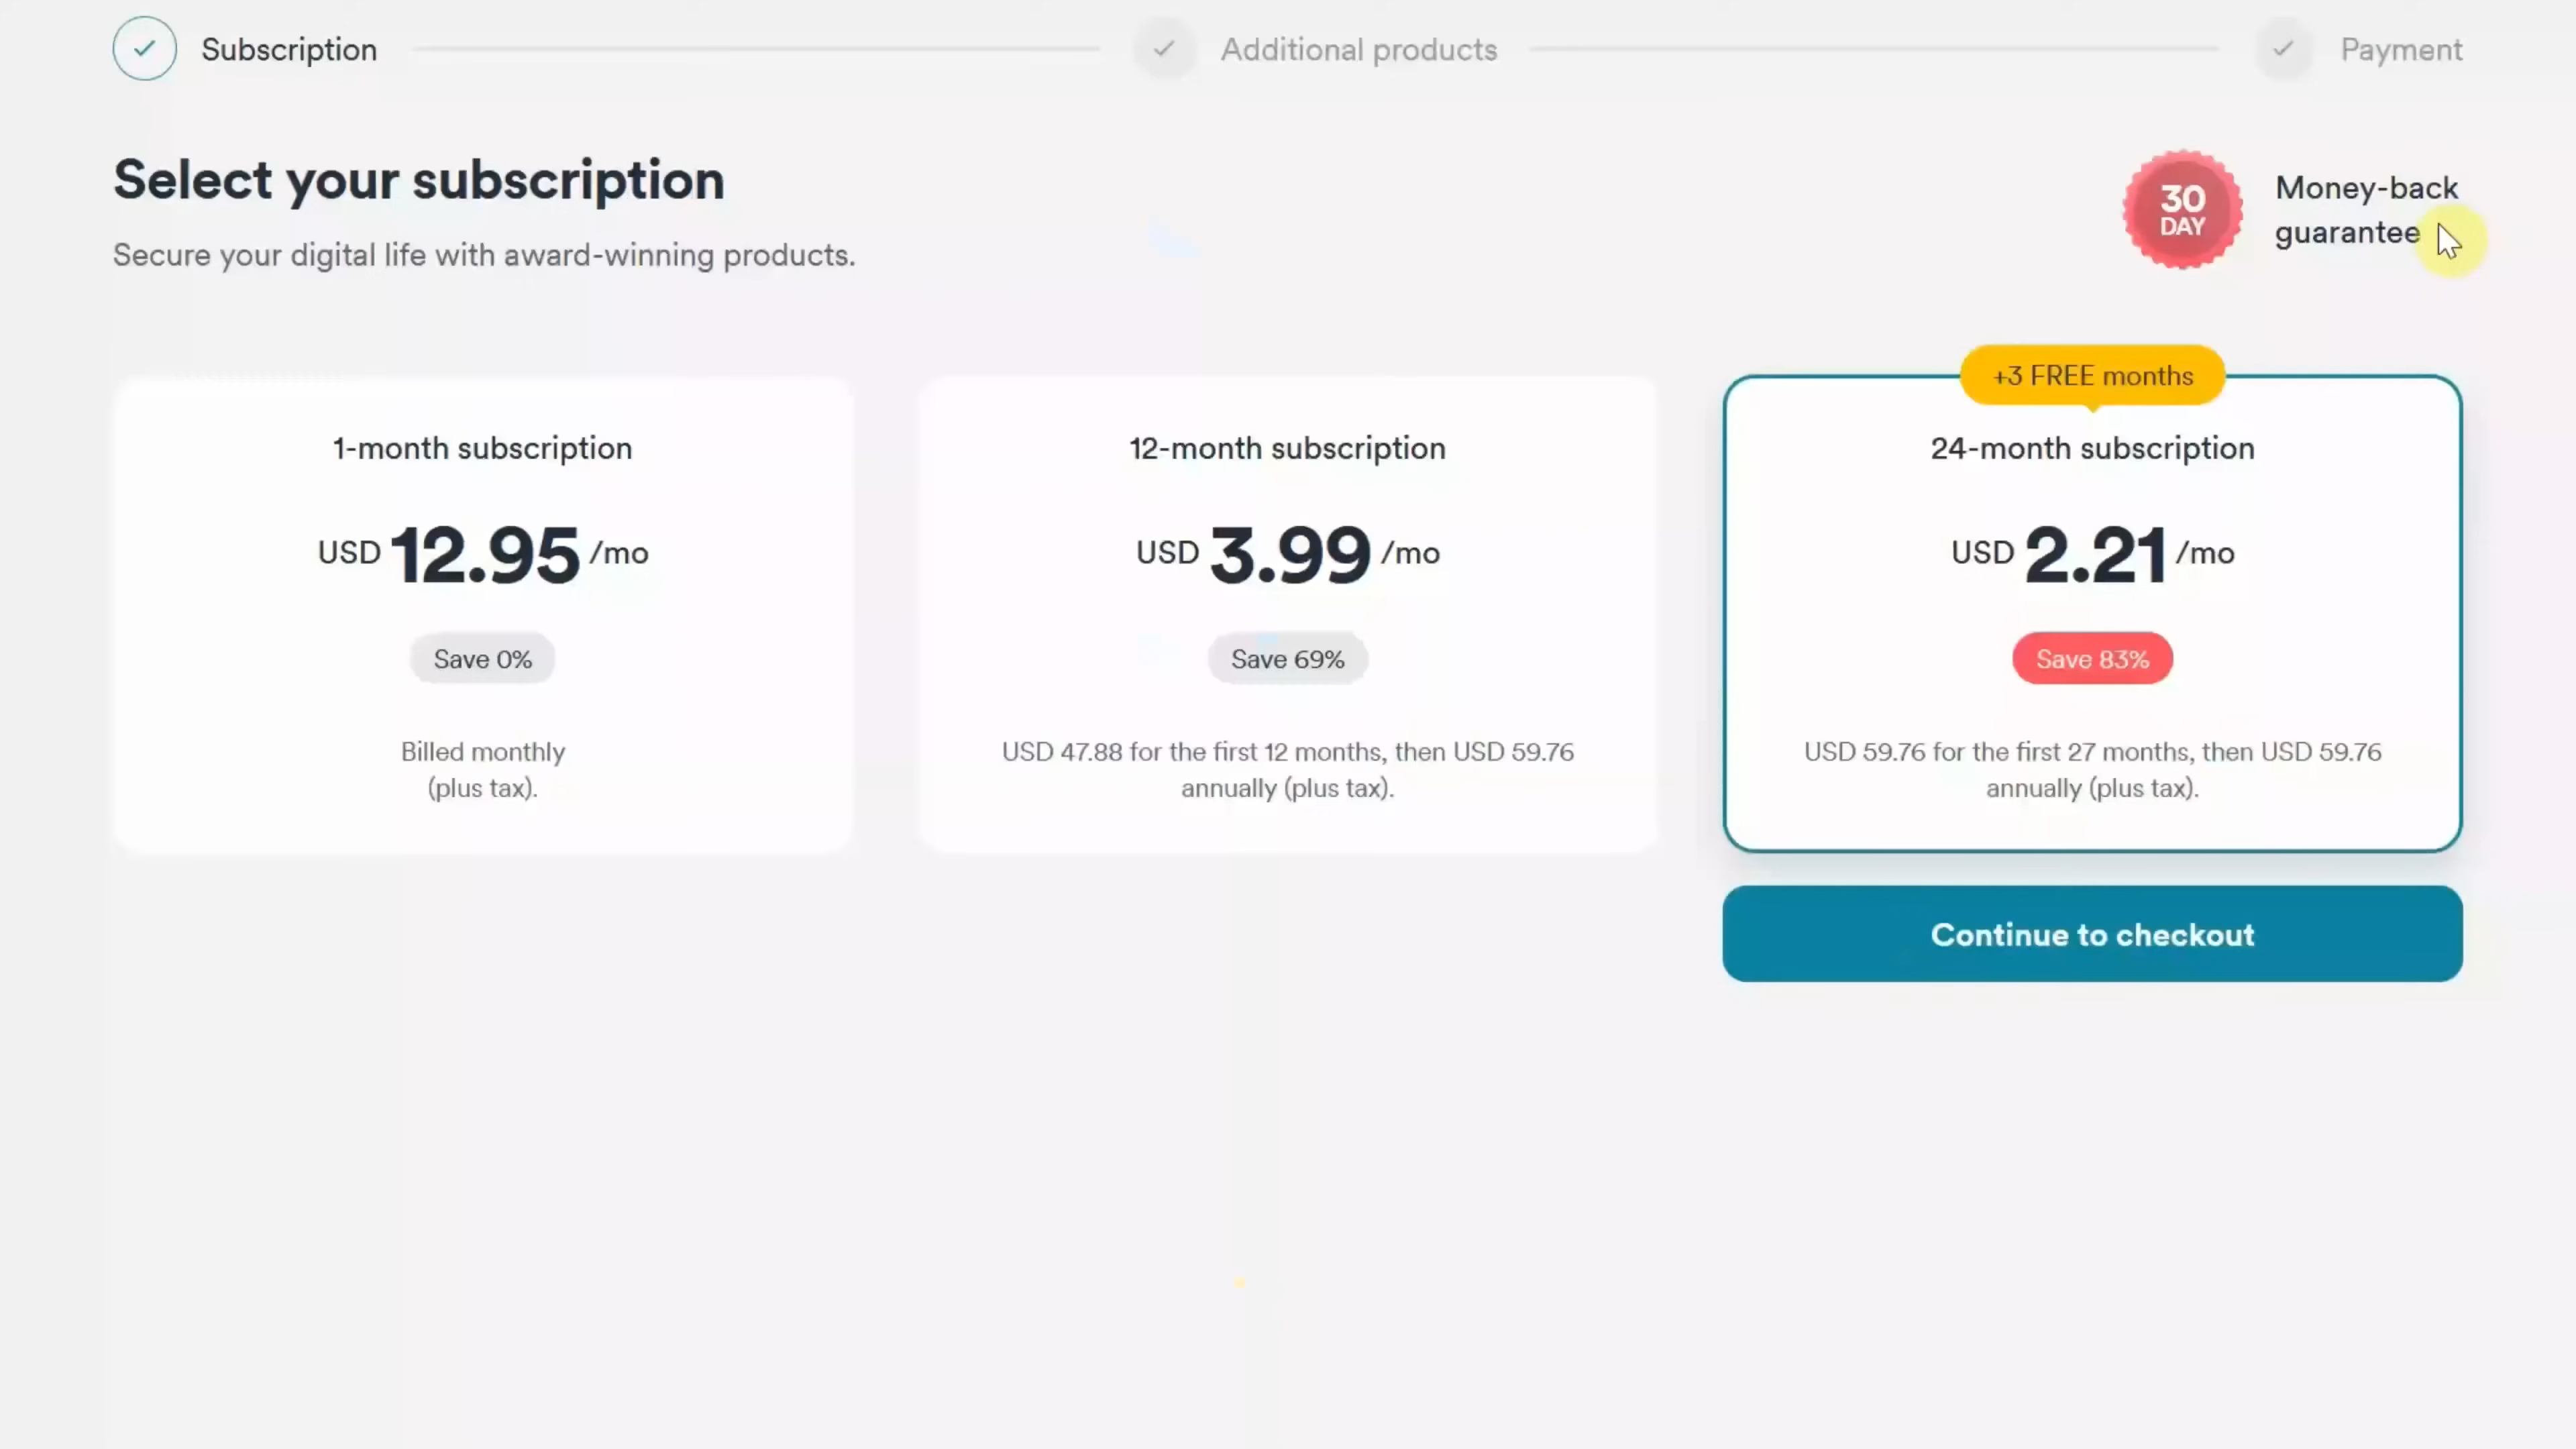 Subscription
Additional products
Payment
Select your subscription
Secure your digital life with award-winning products.
30
DAY
Money-back
guarantee
1-month subscription
USD 12.95 /mo
Save 0%
Billed monthly
(plus tax).
12-month subscription
USD 3.99 /mo
Save 69%
USD 47.88 for the first 12 months, then USD 59.76
annually (plus tax).
+3 FREE months
24-month subscription
USD 2.21 /mo
Save 83%
USD 59.76 for the first 27 months, then USD 59.76
annually (plus tax).
Continue to checkout